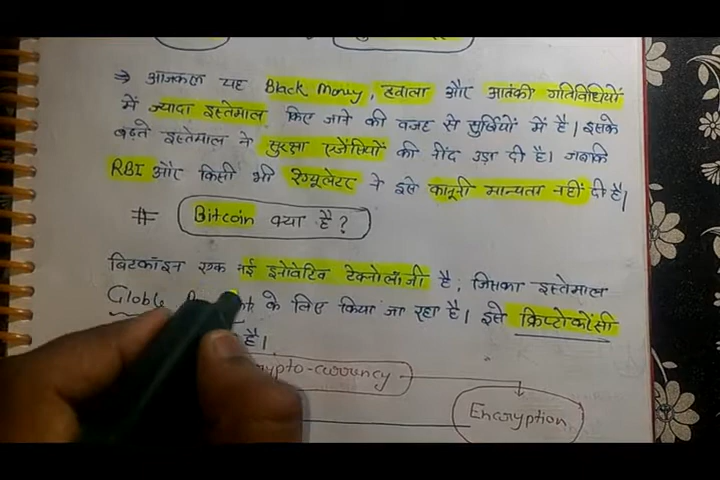 → आजकल यह Black Money, हवाला और आतंकी गतिविधियों
में ज्यादा इस्तेमाल किए जाने की वजह से सुर्खियों में है। इसके
बढ़ते इस्तेमाल ने सुरक्षा एजेंसियों की नींद उड़ा दी है। जबकि
RBI और किसी भी रेग्यूलेटर ने इसे कानूनी मान्यता नहीं दी है।
# Bitcoin क्या है?
बिटकॉइन एक नई इनोवेटिव टेक्नोलॉजी है, जिसका इस्तेमाल
Globle के लिए किया जा रहा है। इसे क्रिप्टोकरेंसी
है।
crypto-currency
Encryption